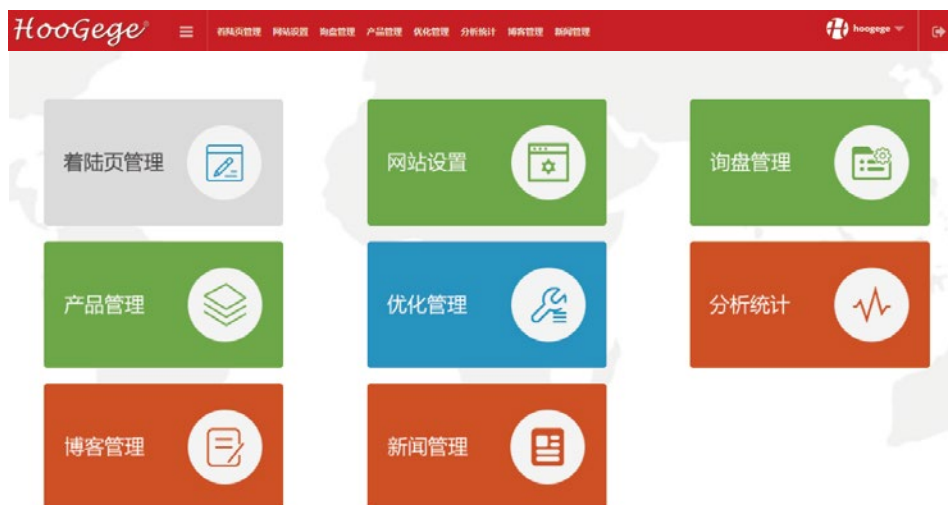 HooGege®
着陆页管理 网站设置 询盘管理 产品管理 优化管理 分析统计 博客管理 新闻管理
hoogege
着陆页管理
网站设置
询盘管理
产品管理
优化管理
分析统计
博客管理
新闻管理